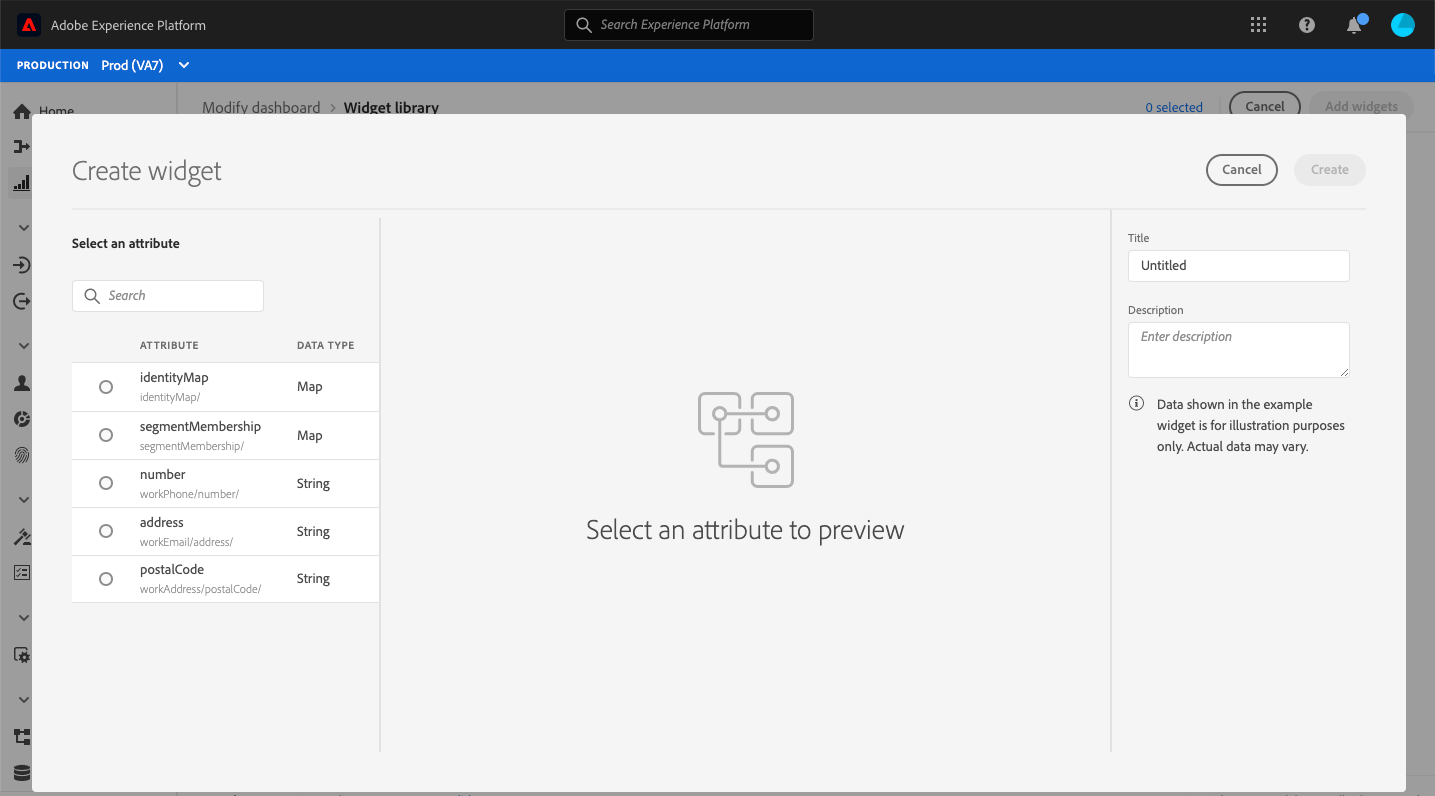 Adobe Experience Platform
Search Experience Platform
PRODUCTION Prod (VA7)
Home
Modify dashboard > Widget library
0 selected
Cancel
Add widgets
Create widget
Cancel
Create
Select an attribute
Search
ATTRIBUTE DATA TYPE
identityMap
identityMap/
Map
segmentMembership
segmentMembership/
Map
number
workPhone/number/
String
address
workEmail/address/
String
postalCode
workAddress/postalCode/
String
Select an attribute to preview
Title
Untitled
Description
Enter description
Data shown in the example
widget is for illustration purposes
only. Actual data may vary.